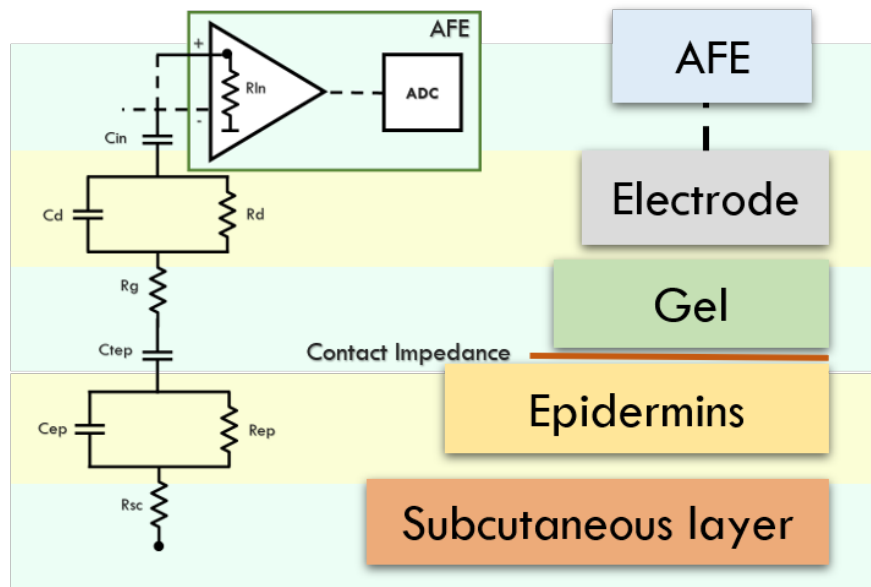 AFE
AFE
+
RIn
ADC
-
Cin
Electrode
Cd
Rd
Gel
Rg
Ctep
Contact Impedance
Epidermins
Cep
Rep
Rsc
Subcutaneous layer